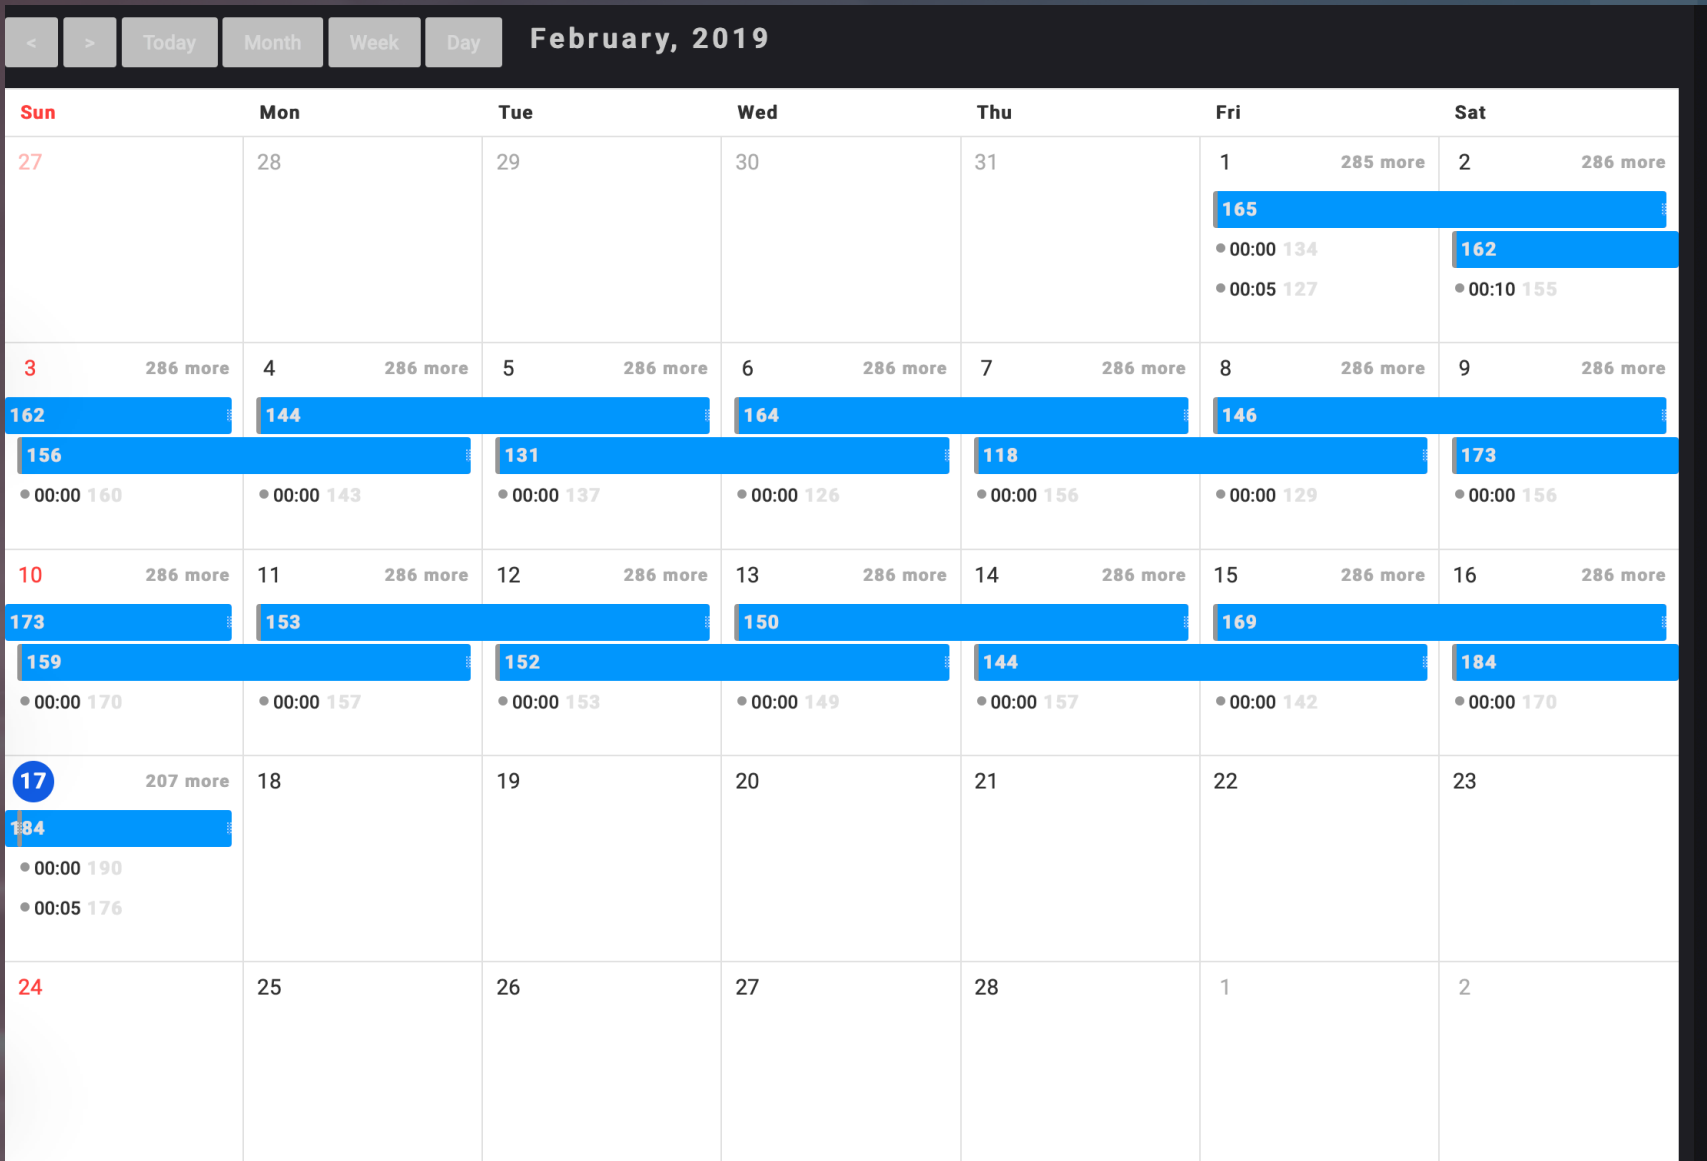 < > Today Month Week Day February, 2019
Sun Mon Tue Wed Thu Fri Sat
27 28 29 30 31 1 285 more 2 286 more
165
00:00 134 162
00:05 127 00:10 155
3 286 more 4 286 more 5 286 more 6 286 more 7 286 more 8 286 more 9 286 more
162 144 164 146
156 131 118 173
00:00 160 00:00 143 00:00 137 00:00 126 00:00 156 00:00 129 00:00 156
10 286 more 11 286 more 12 286 more 13 286 more 14 286 more 15 286 more 16 286 more
173 153 150 169
159 152 144 184
00:00 170 00:00 157 00:00 153 00:00 149 00:00 157 00:00 142 00:00 170
17 207 more 18 19 20 21 22 23
184
00:00 190
00:05 176
24 25 26 27 28 1 2